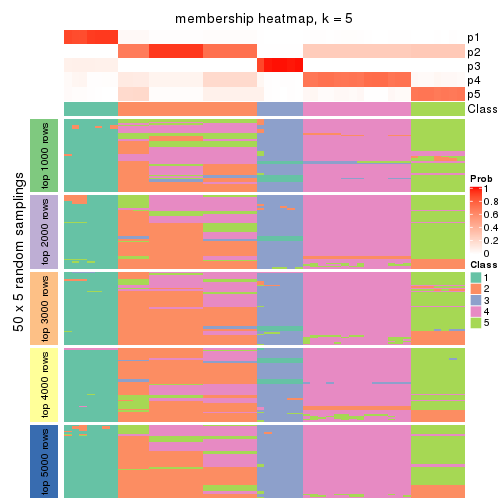 membership heatmap, k = 5
p1
p2
p3
p4
p5
Class
50 x 5 random samplings
top 1000 rows
top 2000 rows
top 3000 rows
top 4000 rows
top 5000 rows
Prob
1
0.8
0.6
0.4
0.2
0
Class
1
2
3
4
5